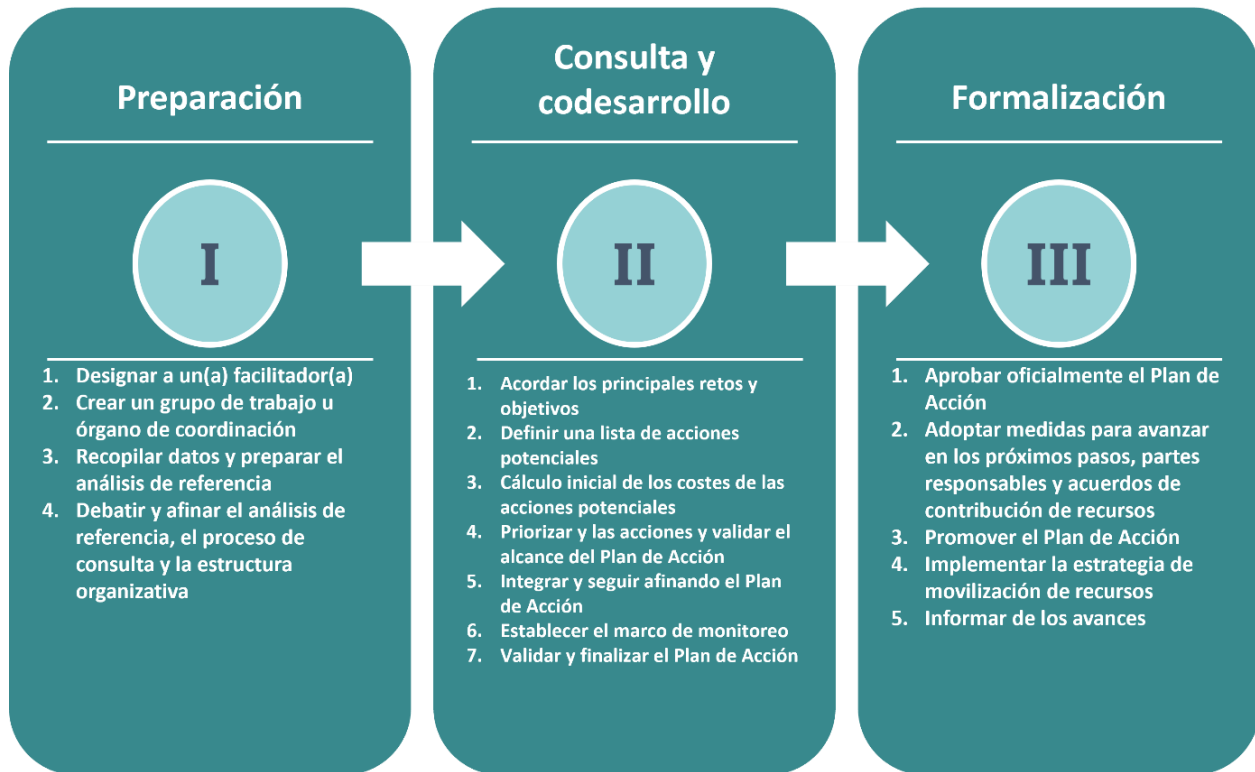 Preparación
I
1. Designar a un(a) facilitador(a)
2. Crear un grupo de trabajo u
órgano de coordinación
3. Recopilar datos y preparar el
análisis de referencia
4. Debatir y afinar el análisis de
referencia, el proceso de
consulta y la estructura
organizativa
Consulta y
codesarrollo
II
1. Acordar los principales retos y
objetivos
2. Definir una lista de acciones
potenciales
3. Cálculo inicial de los costes de las
acciones potenciales
4. Priorizar y las acciones y validar el
alcance del Plan de Acción
5. Integrar y seguir afinando el Plan
de Acción
6. Establecer el marco de monitoreo
7. Validar y finalizar el Plan de Acción
Formalización
III
1. Aprobar oficialmente el Plan de
Acción
2. Adoptar medidas para avanzar
en los próximos pasos, partes
responsables y acuerdos de
contribución de recursos
3. Promover el Plan de Acción
4. Implementar la estrategia de
movilización de recursos
5. Informar de los avances